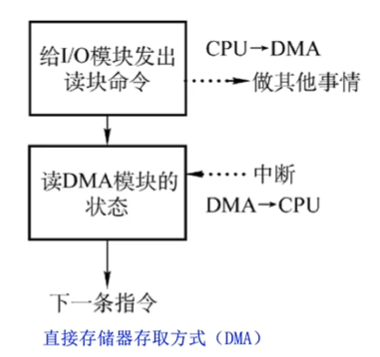 给I/O模块发出
读块命令
CPU→DMA
做其他事情
读DMA模块的
状态
中断
DMA→CPU
下一条指令
直接存储器存取方式（DMA）